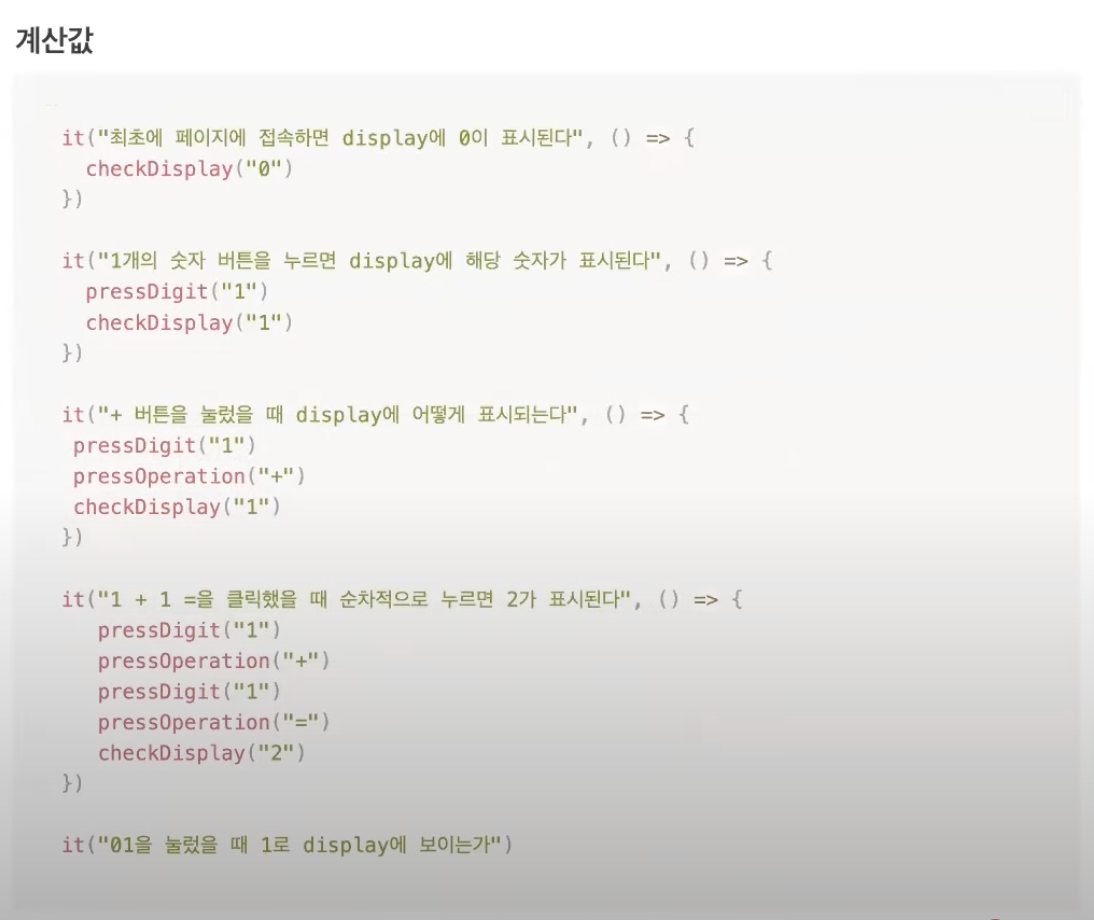 계산값
it("최초에 페이지에 접속하면 display에 0이 표시된다", () => {
  checkDisplay("0")
})
it("1개의 숫자 버튼을 누르면 display에 해당 숫자가 표시된다", () => {
  pressDigit("1")
  checkDisplay("1")
})
it("+ 버튼을 눌렀을 때 display에 어떻게 표시되는다", () => {
 pressDigit("1")
 pressOperation("+")
 checkDisplay("1")
})
it("1 + 1 =을 클릭했을 때 순차적으로 누르면 2가 표시된다", () => {
   pressDigit("1")
   pressOperation("+")
   pressDigit("1")
   pressOperation("=")
   checkDisplay("2")
})
it("01을 눌렀을 때 1로 display에 보이는가")